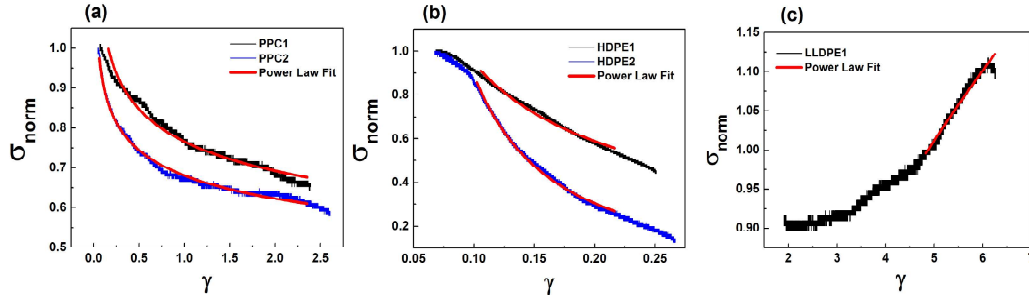 (a)
PPC1
PPC2
Power Law Fit
1.0
0.9
0.8
0.7
0.6
0.5
σnorm
0.0 0.5 1.0 1.5 2.0 2.5
γ
(b)
HDPE1
HDPE2
Power Law Fit
1.0
0.8
0.6
0.4
0.2
σnorm
0.05 0.10 0.15 0.20 0.25
γ
(c)
LLDPE1
Power Law Fit
1.15
1.10
1.05
1.00
0.95
0.90
σnorm
2 3 4 5 6
γ